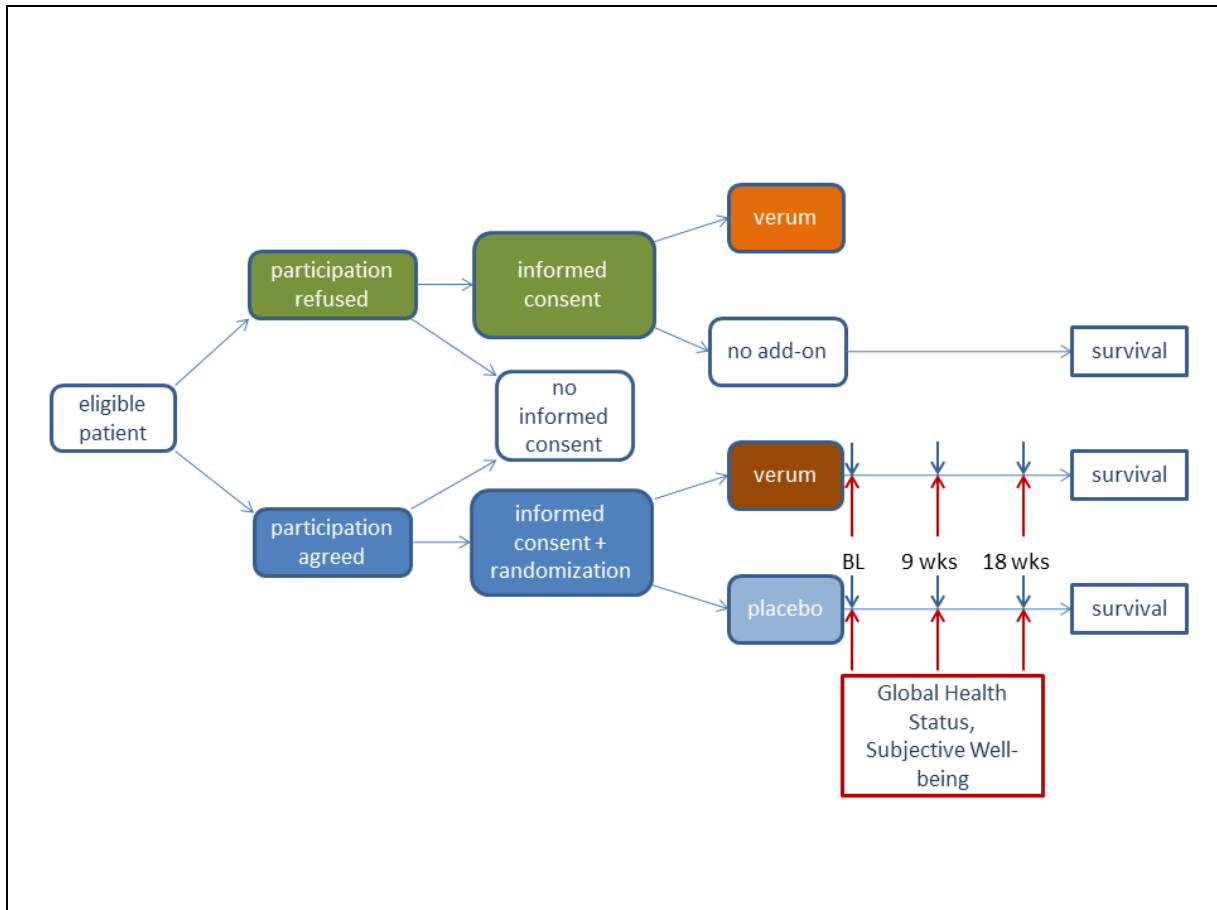 verum
participation
refused
informed
consent
no add-on
survival
eligible
patient
no
informed
consent
verum
survival
participation
agreed
informed
consent +
randomization
BL
9 wks
18 wks
placebo
survival
Global Health
Status,
Subjective Well-
being